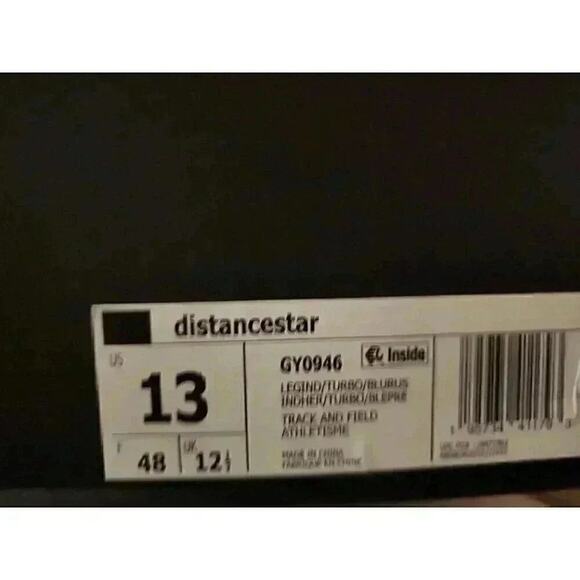 distancestar
US
13
F
48
UK
12½
GY0946
Inside
LEGIND/TURBO/BLURUS
INDHER/TURBO/BLEPRE
TRACK AND FIELD
ATHLETISME
MADE IN CHINA
FABRIQUE EN CHINE